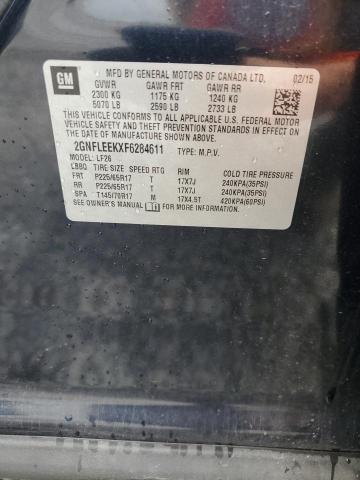 GM
MFD BY GENERAL MOTORS OF CANADA LTD. 02/15
GVWR GAWR FRT GAWR RR
2300 KG 1175 KG 1240 KG
5070 LB 2590 LB 2733 LB
THIS VEHICLE CONFORMS TO ALL APPLICABLE U.S. FEDERAL MOTOR
VEHICLE SAFETY AND THEFT PREVENTION STANDARDS IN EFFECT ON
THE DATE OF MANUFACTURE SHOWN ABOVE.
2GNFLEEKXF6284611 TYPE: M.P.V.
MODEL: LF26
LBBQ TIRE SIZE SPEED RTG RIM COLD TIRE PRESSURE
FRT P225/65R17 T 17X7J 240KPA(35PSI)
RR P225/65R17 T 17X7J 240KPA(35PSI)
SPA T145/70R17 M 17X4.5T 420KPA(60PSI)
SEE OWNER'S MANUAL FOR MORE INFORMATION.